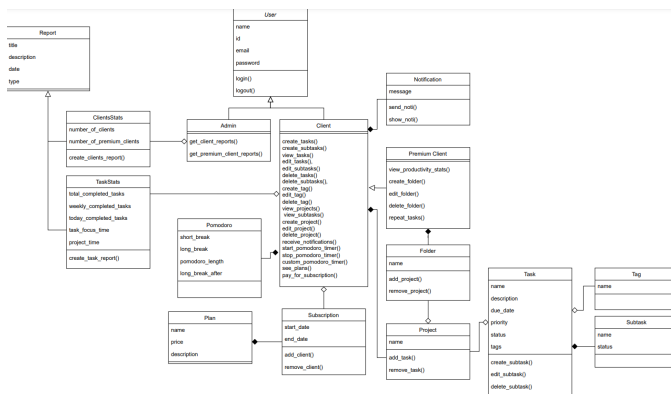 User
name
id
email
password
login()
logout()
Report
title
description
date
type
ClientsStats
number_of_clients
number_of_premium_clients
create_clients_report()
Admin
get_client_reports()
get_premium_client_reports()
Client
create_tasks()
create_subtasks()
view_tasks()
edit_tasks(),
edit_subtasks()
delete_tasks()
delete_subtasks(),
create_tag()
edit_tag()
delete_tag()
view_projects()
view_subtasks()
create_project()
edit_project()
delete_project()
receive_notifications()
start_pomodoro_timer()
stop_pomodoro_timer()
custom_pomodoro_timer()
see_plans()
pay_for_subscription()
Notification
message
send_noti()
show_noti()
Premium Client
view_productivity_stats()
create_folder()
edit_folder()
delete_folder()
repeat_tasks()
TaskStats
total_completed_tasks
weekly_completed_tasks
today_completed_tasks
task_focus_time
project_time
create_task_report()
Pomodoro
short_break
long_break
pomodoro_length
long_break_after
Folder
name
add_project()
remove_project()
Task
name
description
due_date
priority
status
tags
create_subtask()
edit_subtask()
delete_subtask()
Tag
name
Subtask
name
status
Plan
name
price
description
Subscription
start_date
end_date
add_client()
remove_client()
Project
name
add_task()
remove_task()